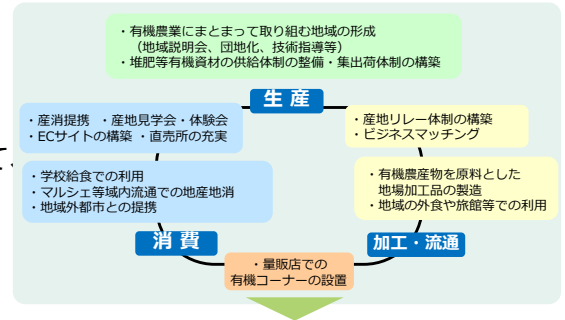 ・有機農業にまとまって取り組む地域の形成
（地域説明会、団地化、技術指導等）
・堆肥等有機資材の供給体制の整備・集出荷体制の構築
生 産
・産消提携 ・産地見学会・体験会
・ECサイトの構築 ・直売所の充実
・産地リレー体制の構築
・ビジネスマッチング
て、
・学校給食での利用
・マルシェ等域内流通での地産地消
・地域外都市との提携
・有機農産物を原料とした
地場加工品の製造
・地域の外食や旅館等での利用
消 費
加工・流通
・量販店での
有機コーナーの設置